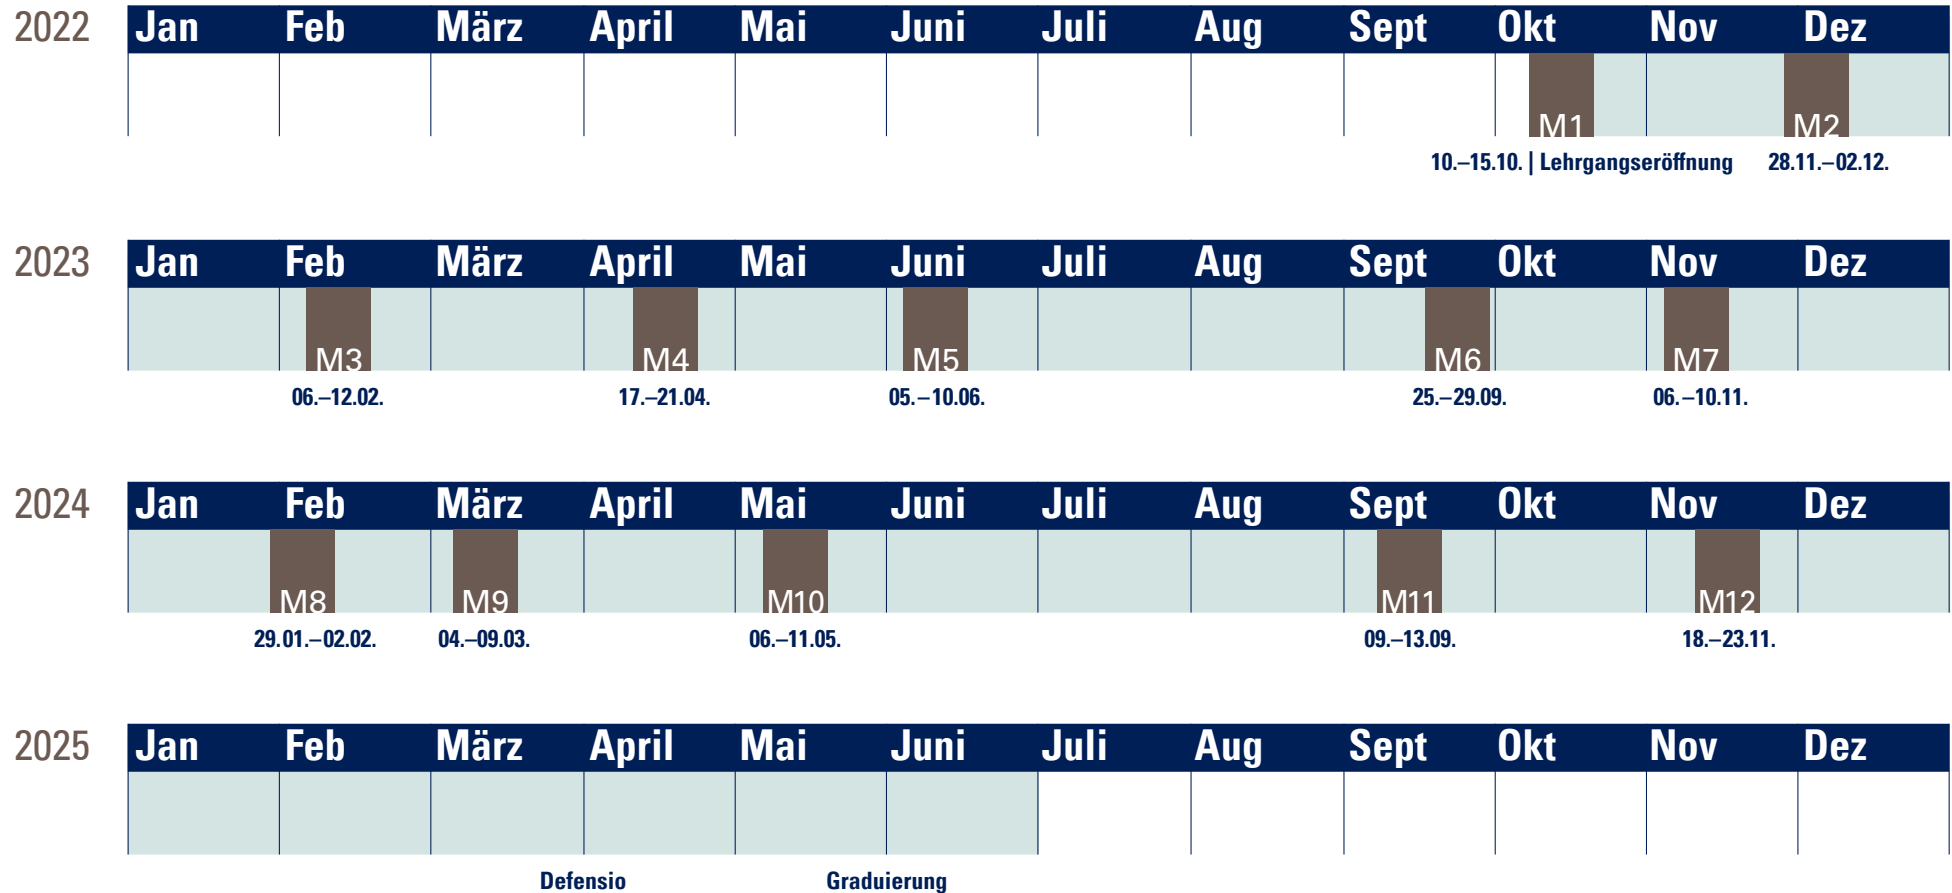 2022 Jan Feb März April Mai Juni Juli Aug Sept Okt Nov Dez
M1 M2
10.–15.10. | Lehrgangseröffnung 28.11.–02.12.
2023 Jan Feb März April Mai Juni Juli Aug Sept Okt Nov Dez
M3 M4 M5 M6 M7
06.–12.02. 17.–21.04. 05.–10.06. 25.–29.09. 06.–10.11.
2024 Jan Feb März April Mai Juni Juli Aug Sept Okt Nov Dez
M8 M9 M10 M11 M12
29.01.–02.02. 04.–09.03. 06.–11.05. 09.–13.09. 18.–23.11.
2025 Jan Feb März April Mai Juni Juli Aug Sept Okt Nov Dez
Defensio Graduierung